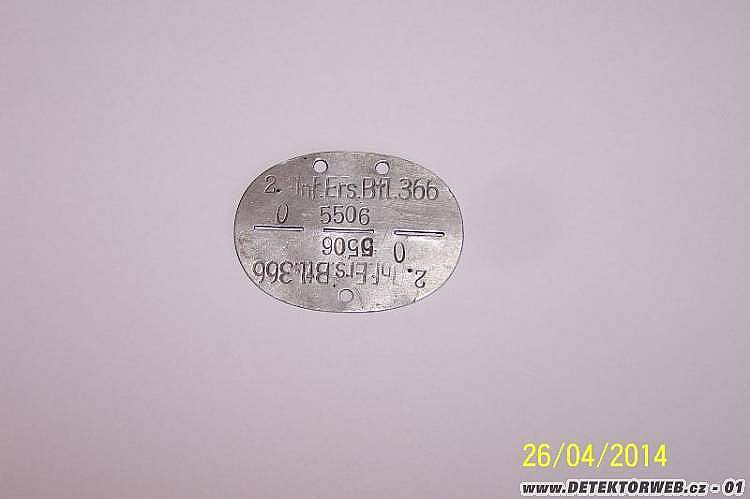 2. Inf.Ers.Btl.366
0 5506
0 5506
2. Inf.Ers.Btl.366
26/04/2014
www.DETEKTORWEB.cz - 01